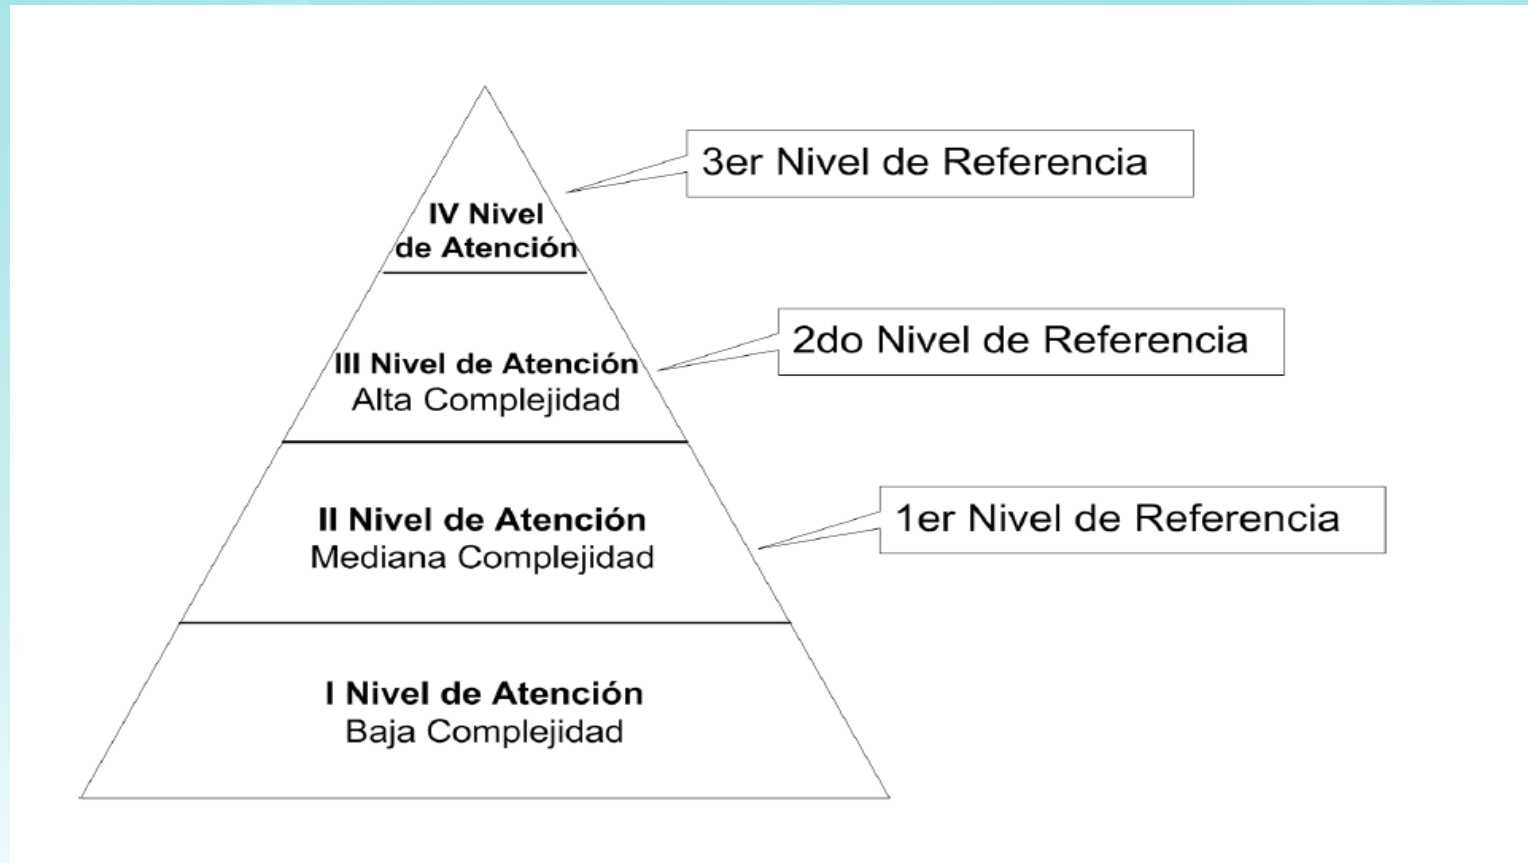 3er Nivel de Referencia
IV Nivel
de Atención
2do Nivel de Referencia
III Nivel de Atención
Alta Complejidad
1er Nivel de Referencia
II Nivel de Atención
Mediana Complejidad
I Nivel de Atención
Baja Complejidad